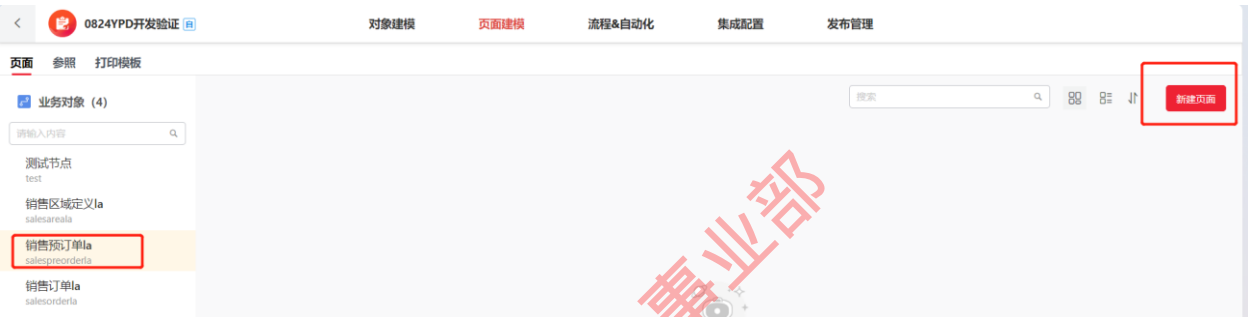 0824YPD开发验证 自
对象建模 页面建模 流程&自动化 集成配置 发布管理
页面 参照 打印模板
业务对象（4）
搜索
新建页面
请输入内容
测试节点
test
销售区域定义la
salesareala
销售预订单la
salespreorderla
销售订单la
salesorderla
事业部